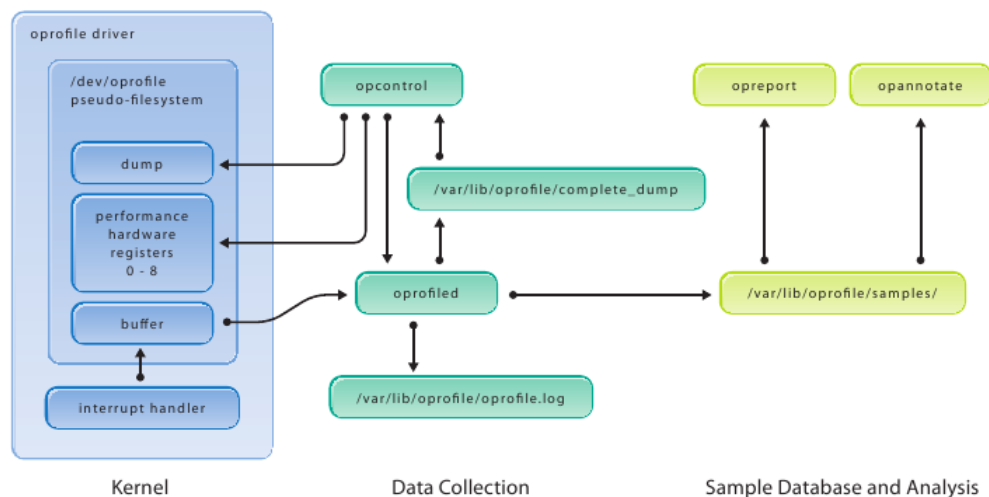 oprofile driver
/dev/oprofile
pseudo-filesystem
dump
performance
hardware
registers
0 - 8
buffer
interrupt handler
Kernel
opcontrol
/var/lib/oprofile/complete_dump
oprofiled
/var/lib/oprofile/oprofile.log
Data Collection
opreport
opannotate
/var/lib/oprofile/samples/
Sample Database and Analysis